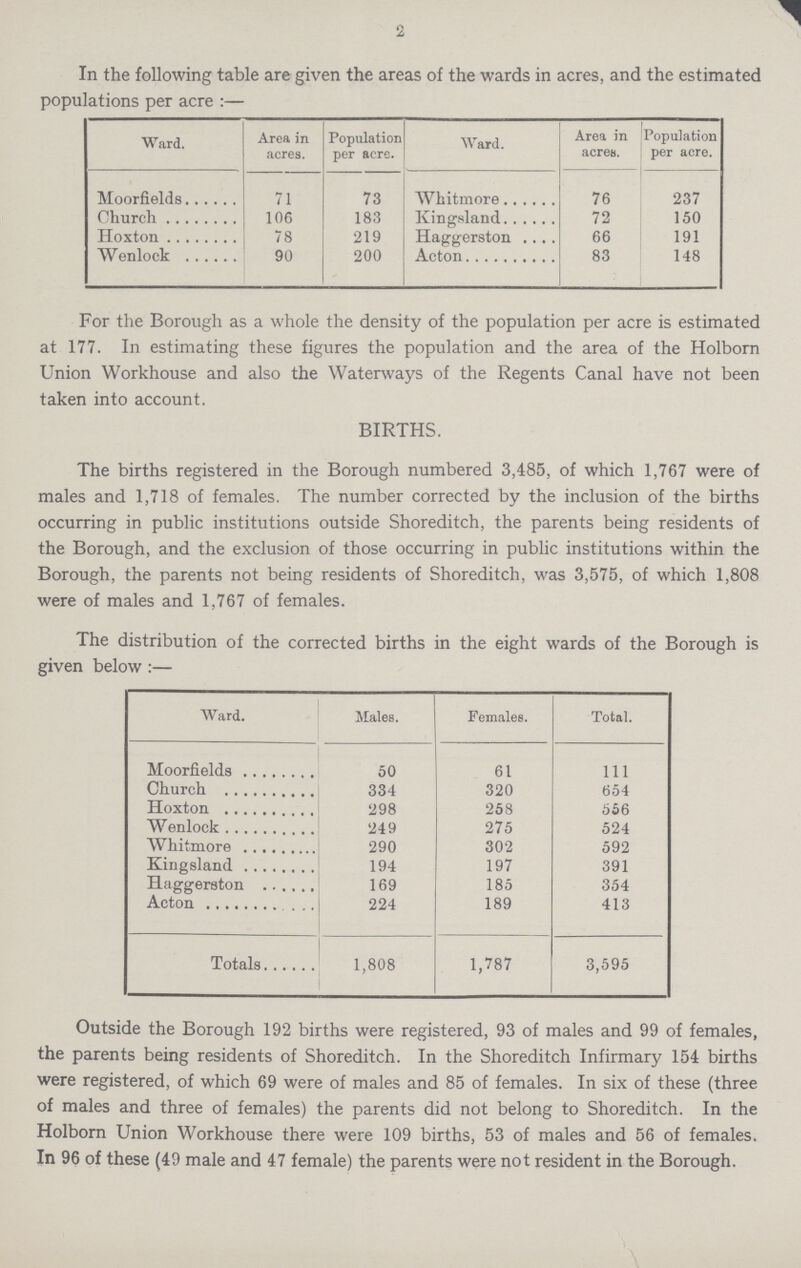 2
In the following table are given the areas of the wards in acres, and the estimated
populations per acre :—
Ward. Area in acres. Population per acre. Ward. Area in acres. Population per acre.
Moorfields...... 71 73 Whitmore...... 76 237
Church ........ 106 183 Kingsland...... 72 150
Hoxton ........ 78 219 Haggerston .... 66 191
Wenlock ...... 90 200 Acton.......... 83 148
For the Borough as a whole the density of the population per acre is estimated
at 177. In estimating these figures the population and the area of the Holborn
Union Workhouse and also the Waterways of the Regents Canal have not been
taken into account.
BIRTHS.
The births registered in the Borough numbered 3,485, of which 1,767 were of
males and 1,718 of females. The number corrected by the inclusion of the births
occurring in public institutions outside Shoreditch, the parents being residents of
the Borough, and the exclusion of those occurring in public institutions within the
Borough, the parents not being residents of Shoreditch, was 3,575, of which 1,808
were of males and 1,767 of females.
The distribution of the corrected births in the eight wards of the Borough is
given below :—
Ward. Males. Females. Total.
Moorfields ........ 50 61 111
Church .......... 334 320 654
Hoxton .......... 298 258 556
Wenlock.......... 249 275 524
Whitmore ......... 290 302 592
Kingsland ........ 194 197 391
Haggerston ...... 169 185 354
Acton ............ 224 189 413
Totals...... 1,808 1,787 3,595
Outside the Borough 192 births were registered, 93 of males and 99 of females,
the parents being residents of Shoreditch. In the Shoreditch Infirmary 154 births
were registered, of which 69 were of males and 85 of females. In six of these (three
of males and three of females) the parents did not belong to Shoreditch. In the
Holborn Union Workhouse there were 109 births, 53 of males and 56 of females.
In 96 of these (49 male and 47 female) the parents were not resident in the Borough.